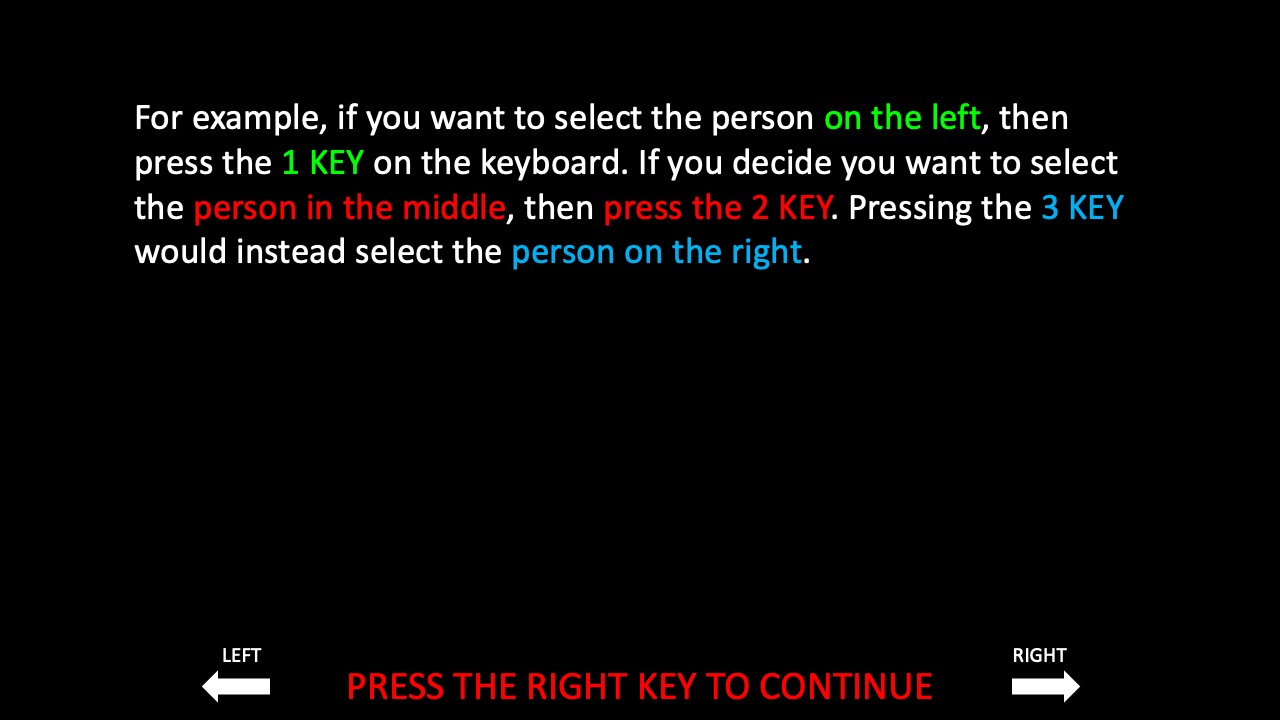 For example, if you want to select the person on the left, then
press the 1 KEY on the keyboard. If you decide you want to select
the person in the middle, then press the 2 KEY. Pressing the 3 KEY
would instead select the person on the right.
LEFT
RIGHT
PRESS THE RIGHT KEY TO CONTINUE